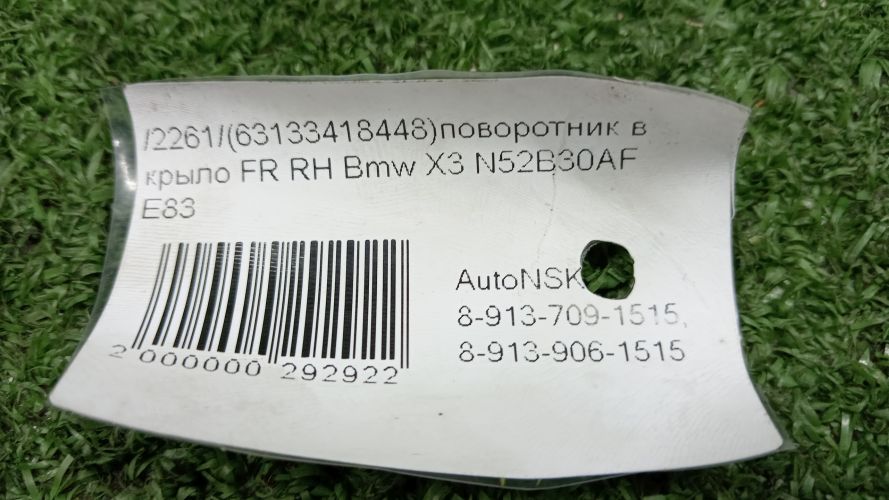 /2261/(63133418448)поворотник в
крыло FR RH Bmw X3 N52B30AF
E83
AutoNSK
8-913-709-1515,
8-913-906-1515
2 000000 292922